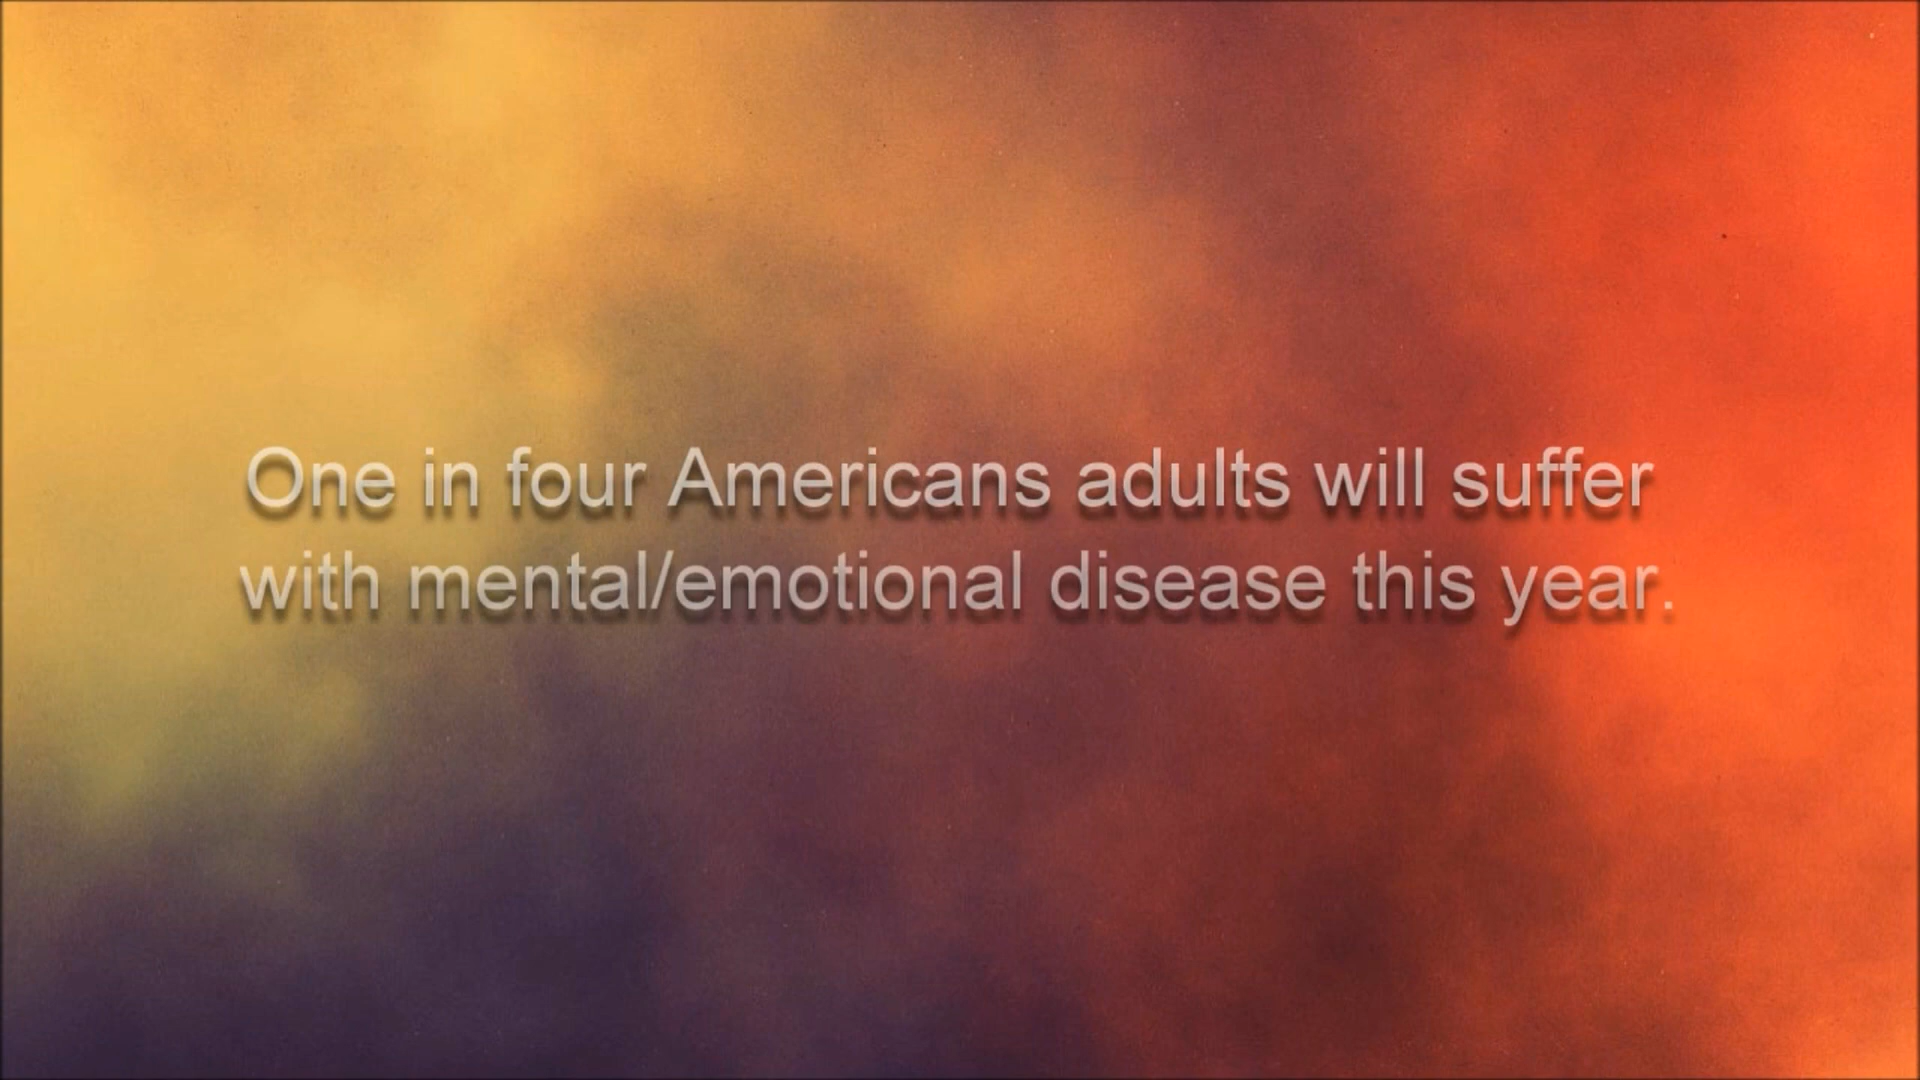 One in four Americans adults will suffer
with mental/emotional disease this year.